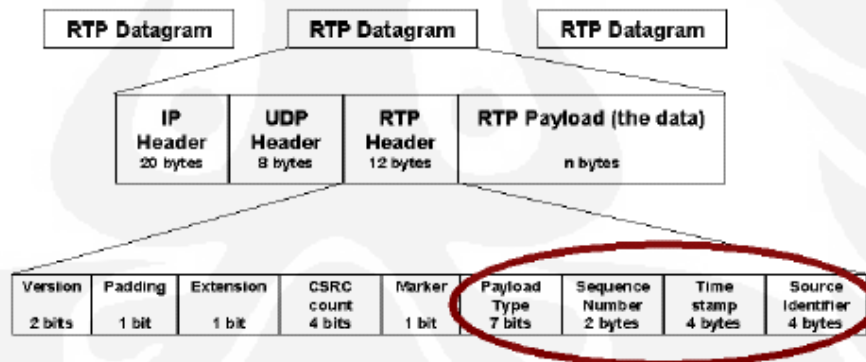 RTP Datagram RTP Datagram RTP Datagram
IP Header 20 bytes
UDP Header 8 bytes
RTP Header 12 bytes
RTP Payload (the data) n bytes
Version 2 bits
Padding 1 bit
Extension 1 bit
CSRC count 4 bits
Marker 1 bit
Payload Type 7 bits
Sequence Number 2 bytes
Time stamp 4 bytes
Source Identifier 4 bytes